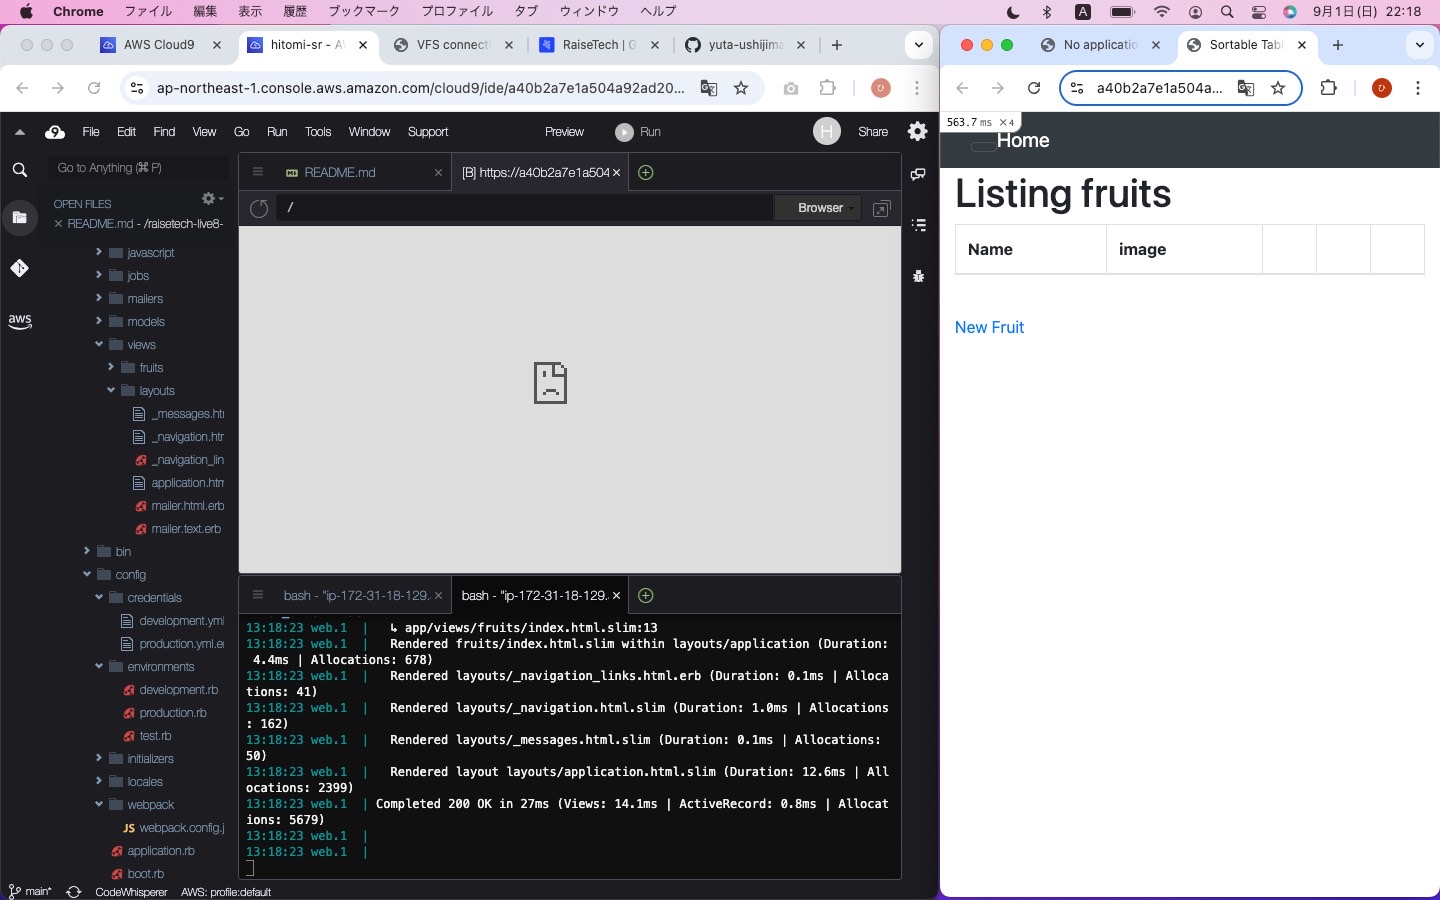 Chrome ファイル 編集 表示 履歴 ブックマーク プロファイル タブ ウィンドウ ヘルプ A 9月1日(日) 22:18
AWS Cloud9 × hitomi-sr - A × VFS connecti × RaiseTech | G × yuta-ushijima ×
ap-northeast-1.console.aws.amazon.com/cloud9/ide/a40b2a7e1a504a92ad20... ひ
9 File Edit Find View Go Run Tools Window Support Preview Run H Share
Go to Anything (⌘ P)
OPEN FILES
× README.md - /raisetech-live8-
javascript
jobs
mailers
models
views
fruits
layouts
_messages.htm
_navigation.htm
_navigation_lin
application.htm
mailer.html.erb
mailer.text.erb
bin
config
credentials
development.yml
production.yml.e
environments
development.rb
production.rb
test.rb
initializers
locales
webpack
JS webpack.config.j
application.rb
boot.rb
aws
README.md × [B] https://a40b2a7e1a504 ×
/ Browser
bash - "ip-172-31-18-129. × bash - "ip-172-31-18-129. ×
13:18:23 web.1 | ↳ app/views/fruits/index.html.slim:13
13:18:23 web.1 | Rendered fruits/index.html.slim within layouts/application (Duration:
4.4ms | Allocations: 678)
13:18:23 web.1 | Rendered layouts/_navigation_links.html.erb (Duration: 0.1ms | Alloca
tions: 41)
13:18:23 web.1 | Rendered layouts/_navigation.html.slim (Duration: 1.0ms | Allocations
: 162)
13:18:23 web.1 | Rendered layouts/_messages.html.slim (Duration: 0.1ms | Allocations:
50)
13:18:23 web.1 | Rendered layout layouts/application.html.slim (Duration: 12.6ms | All
ocations: 2399)
13:18:23 web.1 | Completed 200 OK in 27ms (Views: 14.1ms | ActiveRecord: 0.8ms | Allocat
ions: 5679)
13:18:23 web.1 |
13:18:23 web.1 |
main* CodeWhisperer AWS: profile:default
No applicatio × Sortable Tab ×
a40b2a7e1a504a... ひ
563.7 ms ×4
Home
Listing fruits
Name image
New Fruit